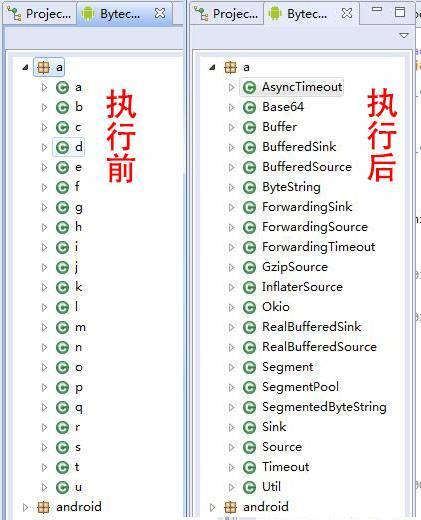 Projec...
Bytec...
a
a
b
c
d
e
f
g
h
i
j
k
l
m
n
o
p
q
r
s
t
u
android
执行前
Projec...
Bytec...
a
AsyncTimeout
Base64
Buffer
BufferedSink
BufferedSource
ByteString
ForwardingSink
ForwardingSource
ForwardingTimeout
GzipSource
InflaterSource
Okio
RealBufferedSink
RealBufferedSource
Segment
SegmentPool
SegmentedByteString
Sink
Source
Timeout
Util
android
执行后